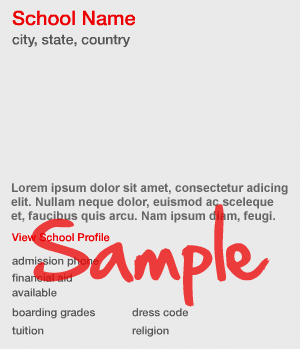 School Name
city, state, country
Lorem ipsum dolor sit amet, consectetur adicing
elit. Nullam neque dolor, euismod ac sceleque
et, faucibus quis arcu. Nam ipsum diam, feugi.
View School Profile
Sample
admission phone
financial aid
available
boarding grades dress code
tuition religion